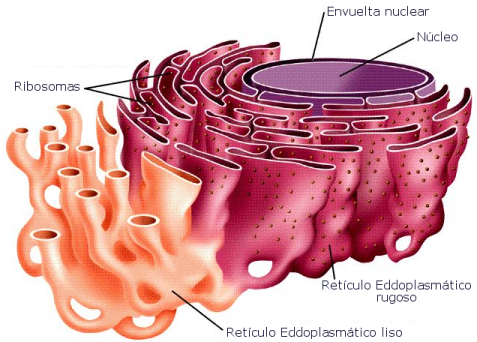 Envuelta nuclear
Núcleo
Ribosomas
Retículo Eddoplasmático
rugoso
Retículo Eddoplasmático liso